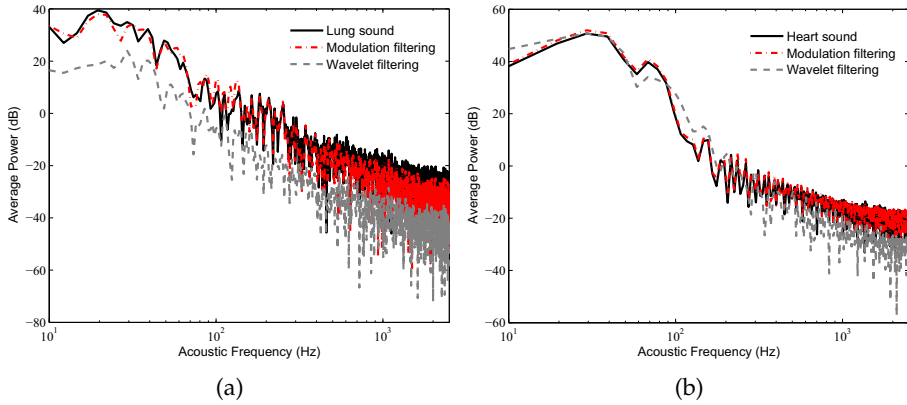 40
20
0
−20
−40
−60
−80
Average Power (dB)
10^1
10^2
10^3
Acoustic Frequency (Hz)
Lung sound
Modulation filtering
Wavelet filtering
(a)
60
40
20
0
−20
−40
−60
Average Power (dB)
10^1
10^2
10^3
Acoustic Frequency (Hz)
Heart sound
Modulation filtering
Wavelet filtering
(b)